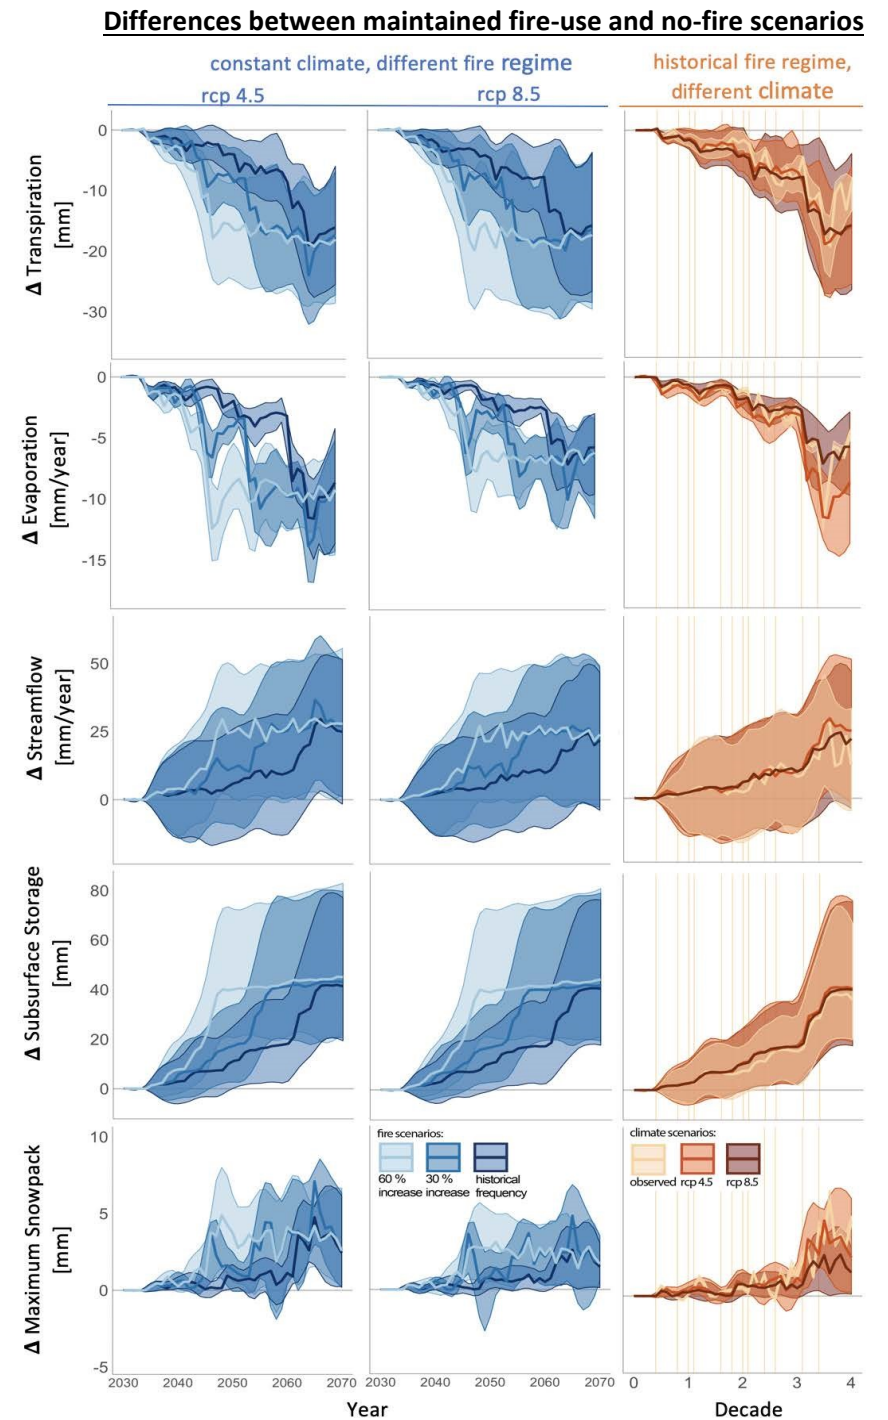 Differences between maintained fire-use and no-fire scenarios
constant climate, different fire regime
rcp 4.5
rcp 8.5
historical fire regime,
different climate
Δ Transpiration
[mm]
0
-10
-20
-30
Δ Evaporation
[mm/year]
0
-5
-10
-15
Δ Streamflow
[mm/year]
50
25
0
Δ Subsurface Storage
[mm]
80
60
40
20
0
Δ Maximum Snowpack
[mm]
10
5
0
-5
fire scenarios:
60 %
increase
30 %
increase
historical
frequency
climate scenarios:
observed
rcp 4.5
rcp 8.5
2030 2040 2050 2060 2070
2030 2040 2050 2060 2070
0 1 2 3 4
Year
Decade